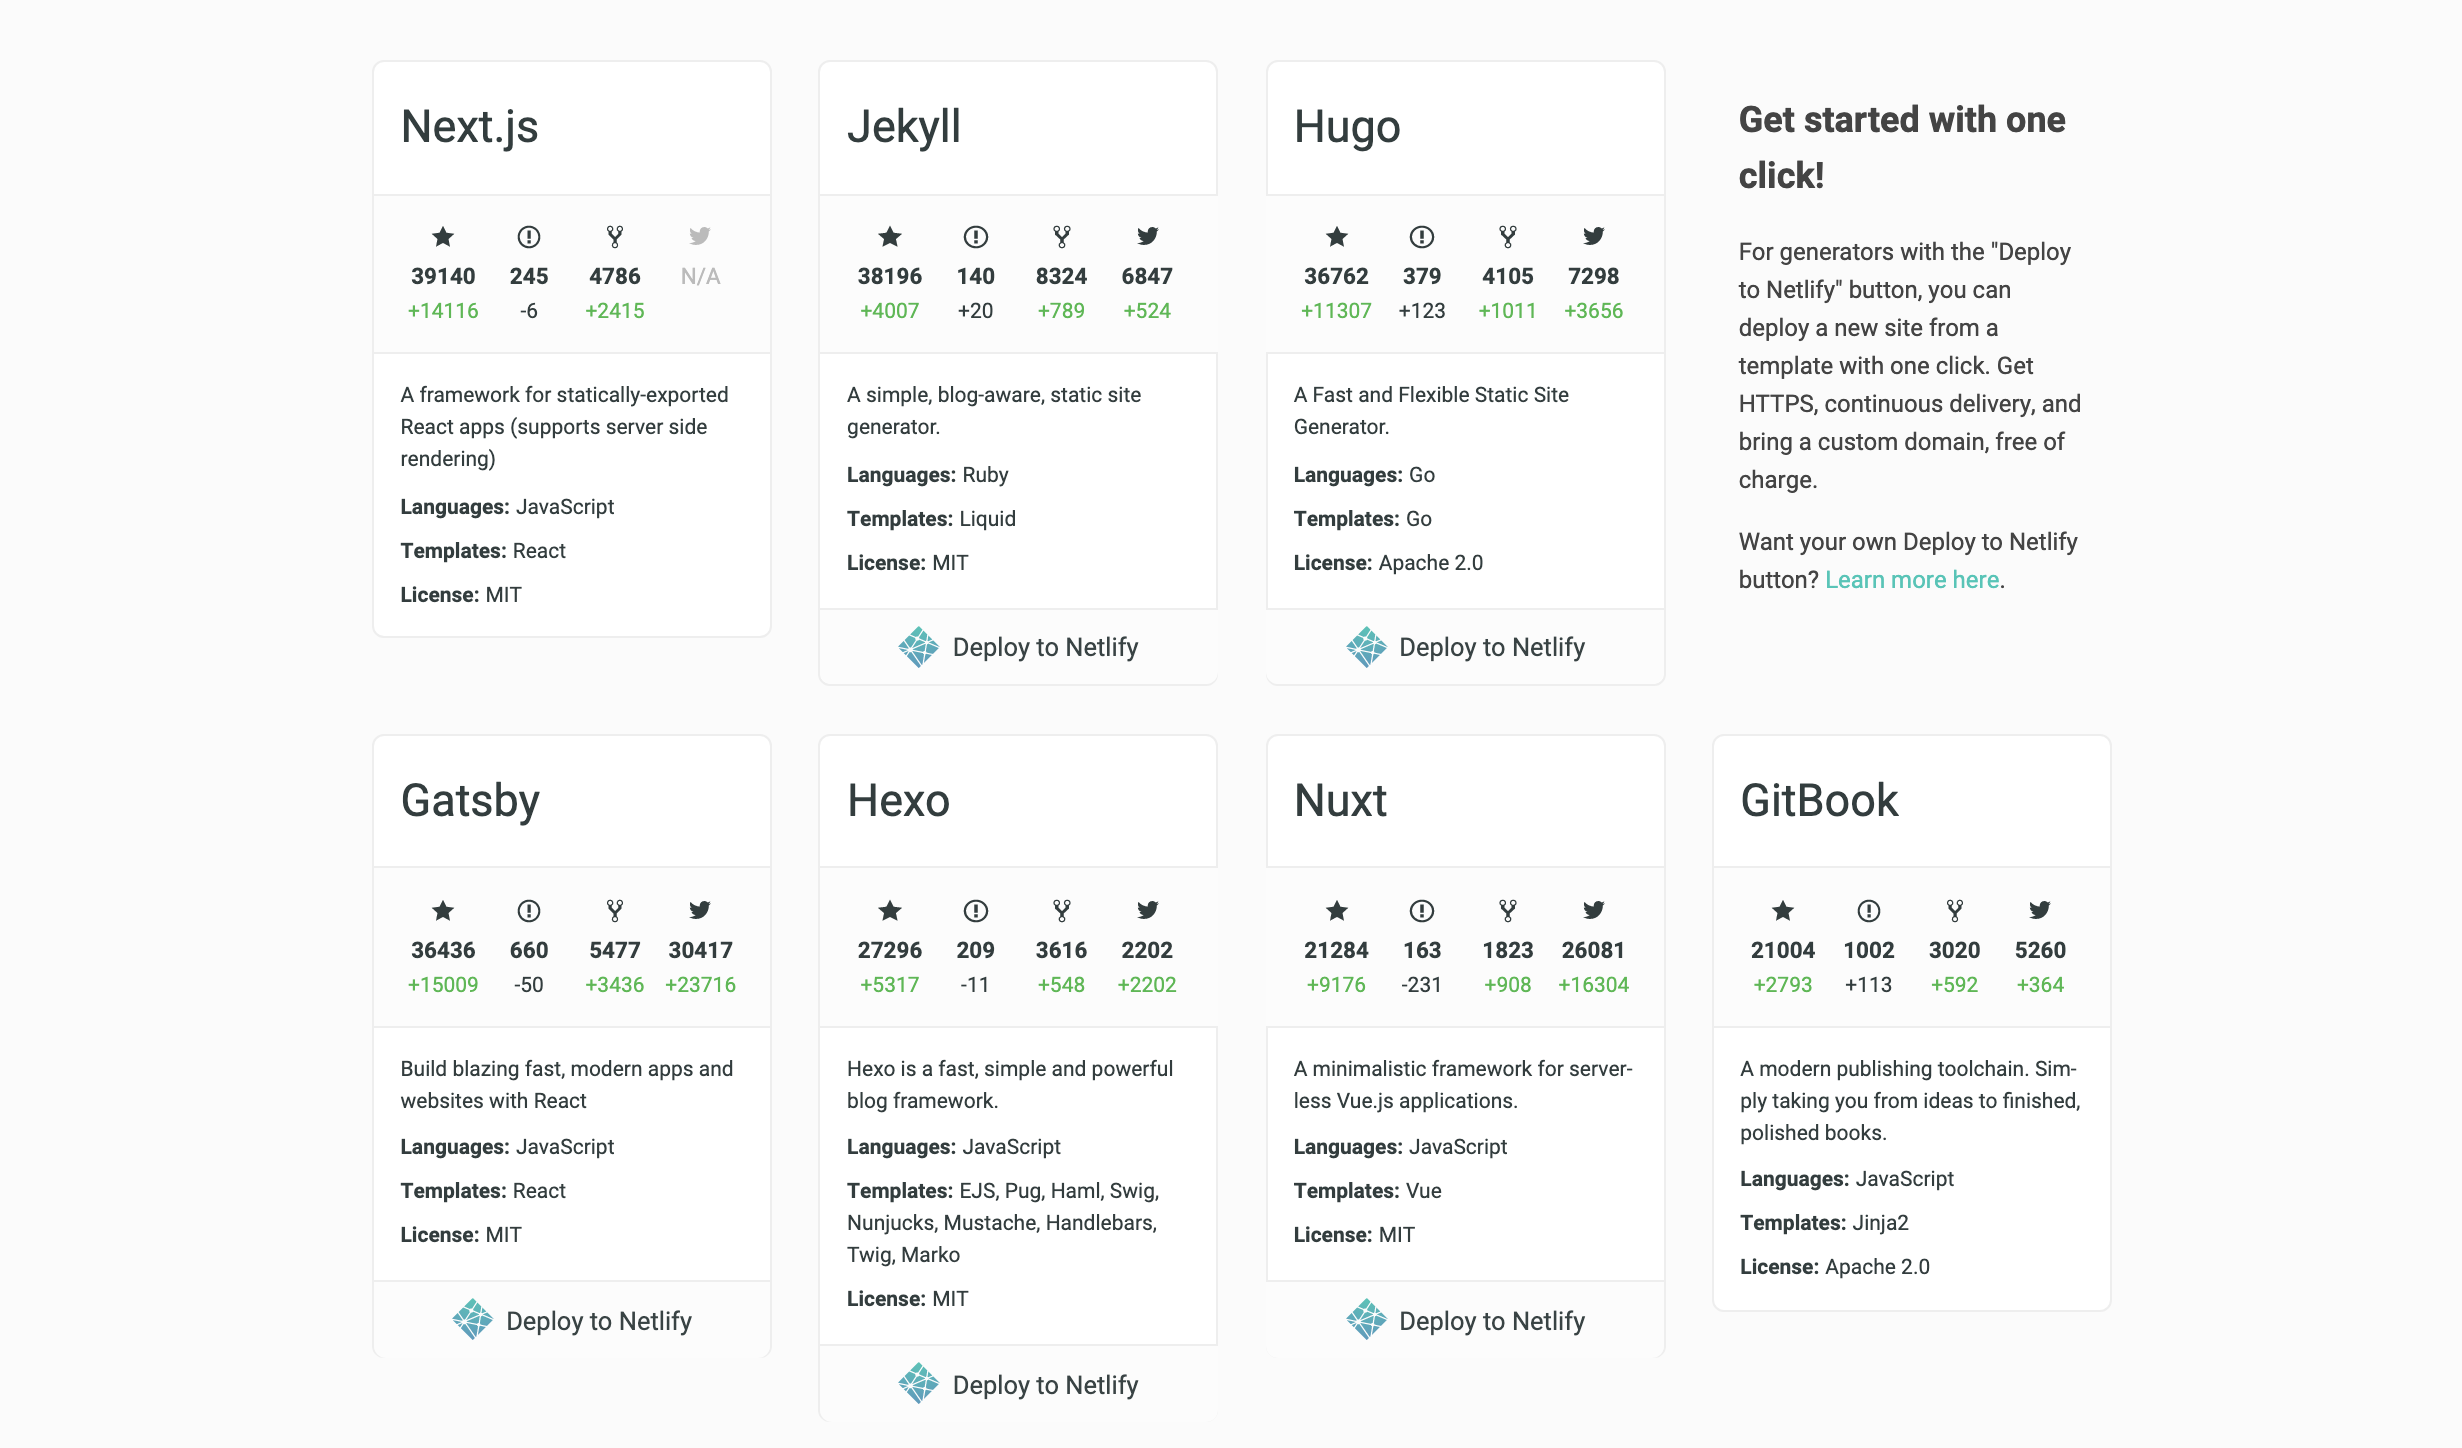 Next.js
39140 245 4786 N/A
+14116 -6 +2415
A framework for statically-exported
React apps (supports server side
rendering)
Languages: JavaScript
Templates: React
License: MIT
Jekyll
38196 140 8324 6847
+4007 +20 +789 +524
A simple, blog-aware, static site
generator.
Languages: Ruby
Templates: Liquid
License: MIT
Deploy to Netlify
Hugo
36762 379 4105 7298
+11307 +123 +1011 +3656
A Fast and Flexible Static Site
Generator.
Languages: Go
Templates: Go
License: Apache 2.0
Deploy to Netlify
Get started with one
click!
For generators with the "Deploy
to Netlify" button, you can
deploy a new site from a
template with one click. Get
HTTPS, continuous delivery, and
bring a custom domain, free of
charge.
Want your own Deploy to Netlify
button? Learn more here.
Gatsby
36436 660 5477 30417
+15009 -50 +3436 +23716
Build blazing fast, modern apps and
websites with React
Languages: JavaScript
Templates: React
License: MIT
Deploy to Netlify
Hexo
27296 209 3616 2202
+5317 -11 +548 +2202
Hexo is a fast, simple and powerful
blog framework.
Languages: JavaScript
Templates: EJS, Pug, Haml, Swig,
Nunjucks, Mustache, Handlebars,
Twig, Marko
License: MIT
Deploy to Netlify
Nuxt
21284 163 1823 26081
+9176 -231 +908 +16304
A minimalistic framework for server-
less Vue.js applications.
Languages: JavaScript
Templates: Vue
License: MIT
Deploy to Netlify
GitBook
21004 1002 3020 5260
+2793 +113 +592 +364
A modern publishing toolchain. Sim-
ply taking you from ideas to finished,
polished books.
Languages: JavaScript
Templates: Jinja2
License: Apache 2.0